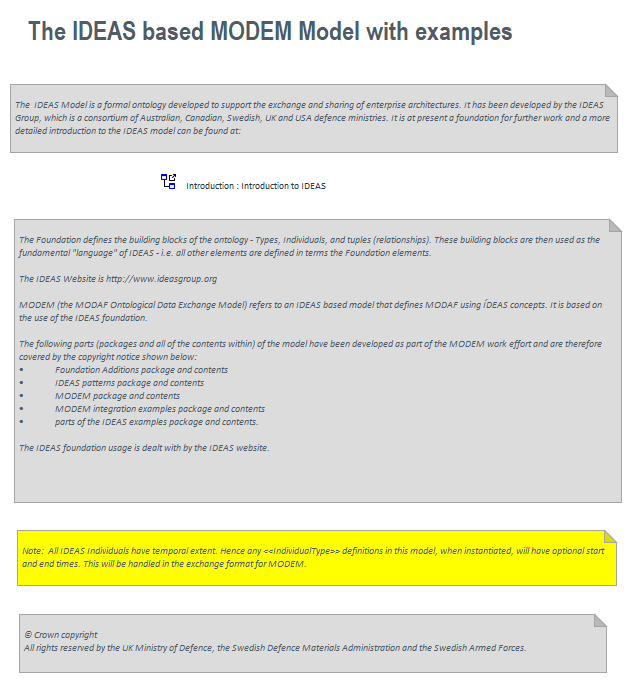 The IDEAS based MODEM Model with examples
The  IDEAS Model is a formal ontology developed to support the exchange and sharing of enterprise architectures. It has been developed by the IDEAS
Group, which is a consortium of Australian, Canadian, Swedish, UK and USA defence ministries. It is at present a foundation for further work and a more
detailed introduction to the IDEAS model can be found at:
Introduction : Introduction to IDEAS
The Foundation defines the building blocks of the ontology - Types, Individuals, and tuples (relationships). These building blocks are then used as the
fundamental "language" of IDEAS - i.e. all other elements are defined in terms the Foundation elements.
The IDEAS Website is http://www.ideasgroup.org
MODEM (the MODAF Ontological Data Exchange Model) refers to an IDEAS based model that defines MODAF using ÍDEAS concepts. It is based on
the use of the IDEAS foundation.
The following parts (packages and all of the contents within) of the model have been developed as part of the MODEM work effort and are therefore
covered by the copyright notice shown below:
• Foundation Additions package and contents
• IDEAS patterns package and contents
• MODEM package and contents
• MODEM integration examples package and contents
• parts of the IDEAS examples package and contents.
The IDEAS foundation usage is dealt with by the IDEAS website.
Note:  All IDEAS Individuals have temporal extent. Hence any <<IndividualType>> definitions in this model, when instantiated, will have optional start
and end times. This will be handled in the exchange format for MODEM.
© Crown copyright
All rights reserved by the UK Ministry of Defence, the Swedish Defence Materials Administration and the Swedish Armed Forces.